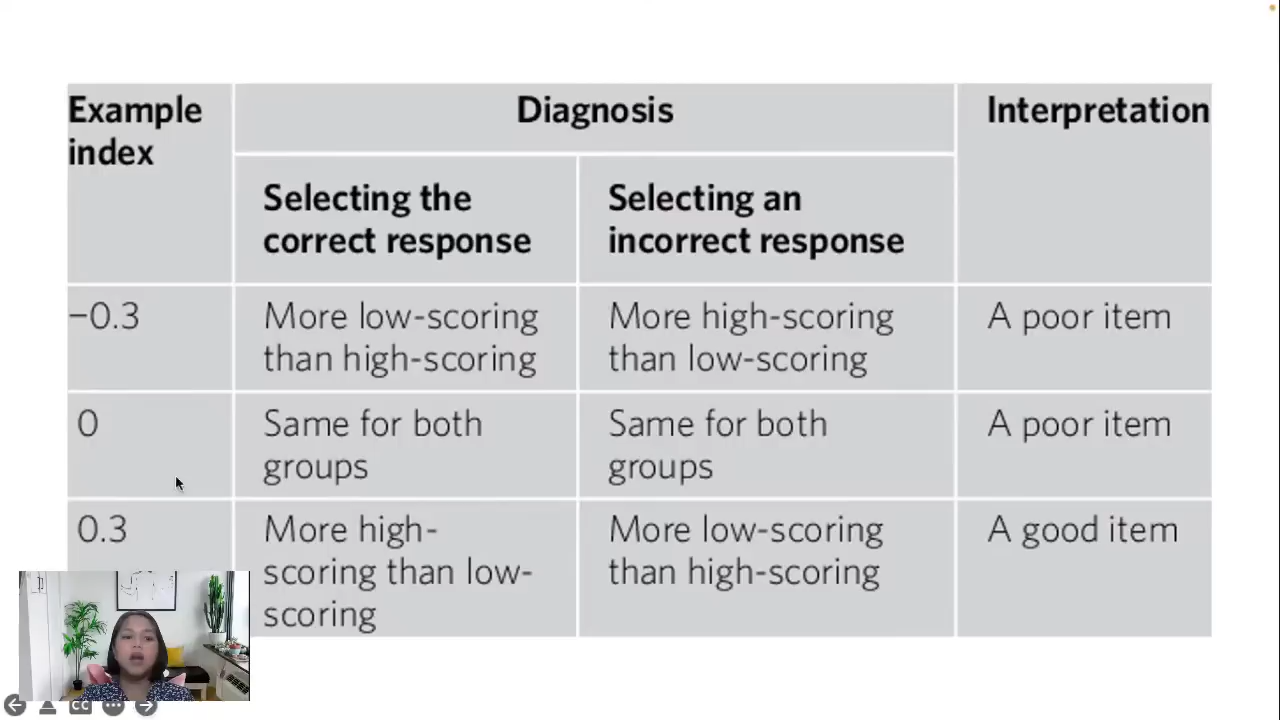 Example
index
Diagnosis
Interpretation
Selecting the
correct response
Selecting an
incorrect response
−0.3
More low-scoring
than high-scoring
More high-scoring
than low-scoring
A poor item
0
Same for both
groups
Same for both
groups
A poor item
0.3
More high-
scoring than low-
scoring
More low-scoring
than high-scoring
A good item
CC